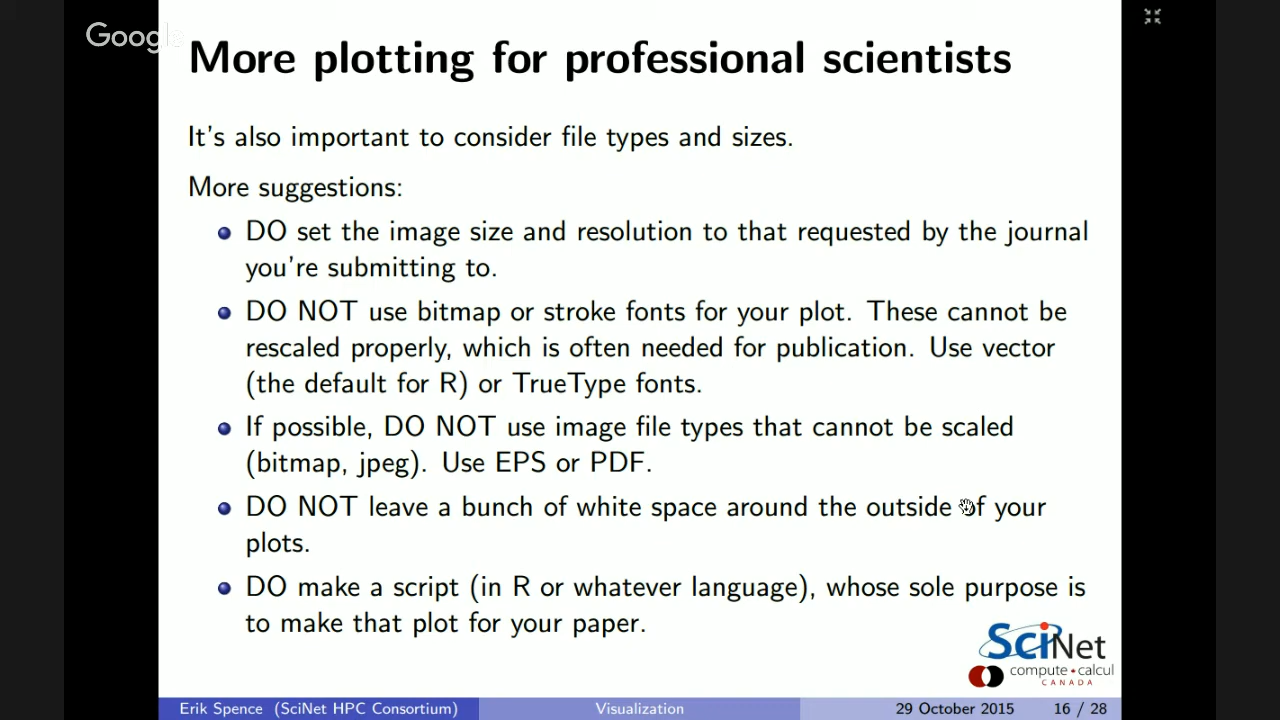 Google
More plotting for professional scientists
It's also important to consider file types and sizes.
More suggestions:
DO set the image size and resolution to that requested by the journal
you're submitting to.
DO NOT use bitmap or stroke fonts for your plot. These cannot be
rescaled properly, which is often needed for publication. Use vector
(the default for R) or TrueType fonts.
If possible, DO NOT use image file types that cannot be scaled
(bitmap, jpeg). Use EPS or PDF.
DO NOT leave a bunch of white space around the outside of your
plots.
DO make a script (in R or whatever language), whose sole purpose is
to make that plot for your paper.
SciNet
compute • calcul
CANADA
Erik Spence (SciNet HPC Consortium) Visualization 29 October 2015 16 / 28